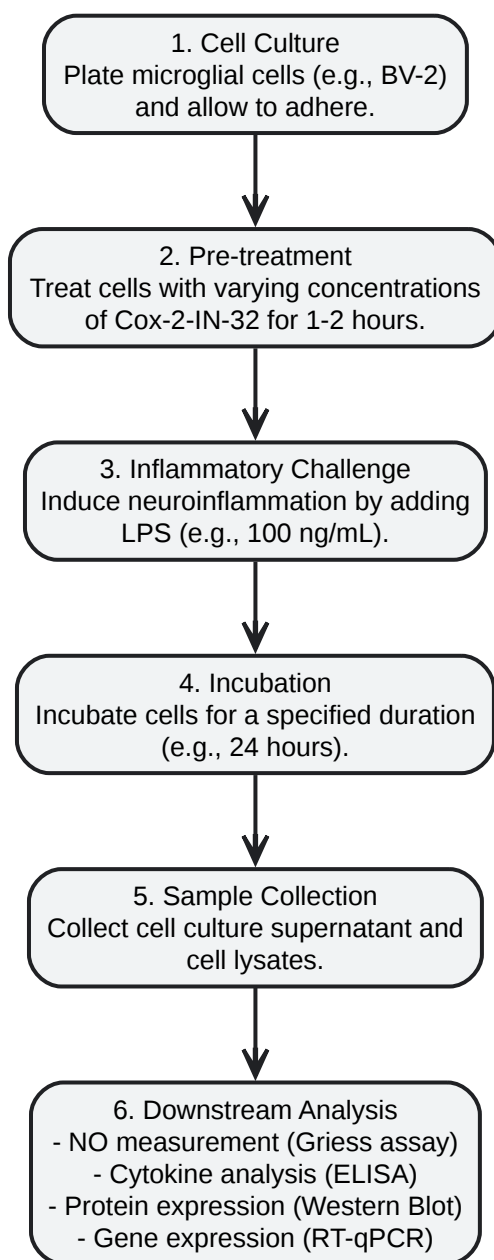 1. Cell Culture
Plate microglial cells (e.g., BV-2)
and allow to adhere.
2. Pre-treatment
Treat cells with varying concentrations
of Cox-2-IN-32 for 1-2 hours.
3. Inflammatory Challenge
Induce neuroinflammation by adding
LPS (e.g., 100 ng/mL).
4. Incubation
Incubate cells for a specified duration
(e.g., 24 hours).
5. Sample Collection
Collect cell culture supernatant and
cell lysates.
6. Downstream Analysis
- NO measurement (Griess assay)
- Cytokine analysis (ELISA)
- Protein expression (Western Blot)
- Gene expression (RT-qPCR)